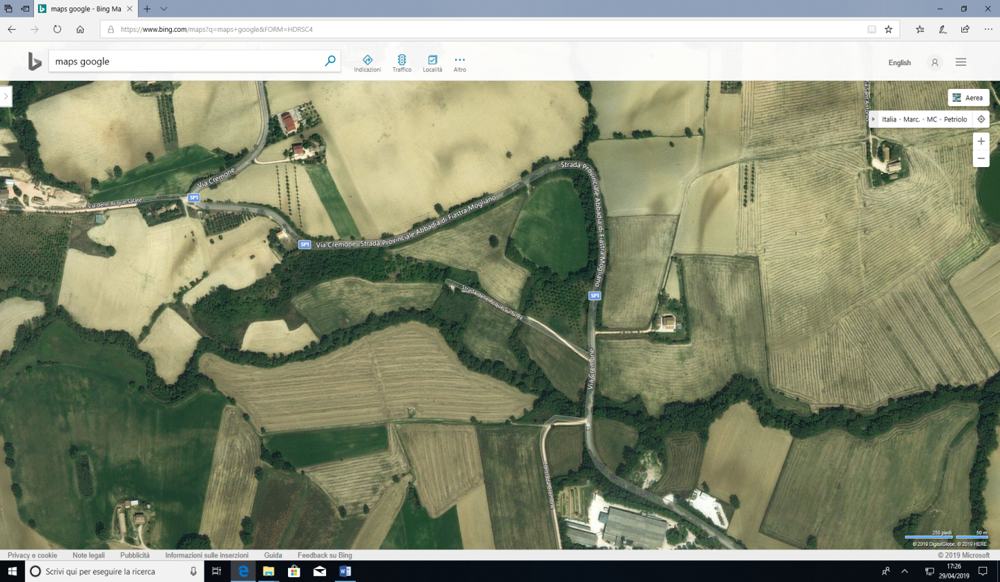 maps google - Bing Ma
https://www.bing.com/maps?q=maps+google&FORM=HDRSC4
maps google
Indicazioni
Traffico
Località
Altro
English
Aerea
Italia • Marc. • MC • Petriolo
Via Sant'Antonio
Via Cremone
Strada Provinciale Abbadia di Fiastra Mogliano
Via delle Acque Salate
SP1
SP1
Via Cremone
Strada Provinciale Abbadia di Fiastra Mogliano
Strada delle Acque Sulfuree
SP1
Via Cremone
Contrada Cremone
250 piedi
50 m
© 2019 DigitalGlobe, © 2019 HERE
Privacy e cookie
Note legali
Pubblicità
Informazioni sulle inserzioni
Guida
Feedback su Bing
© 2019 Microsoft
Scrivi qui per eseguire la ricerca
17:26
29/04/2019